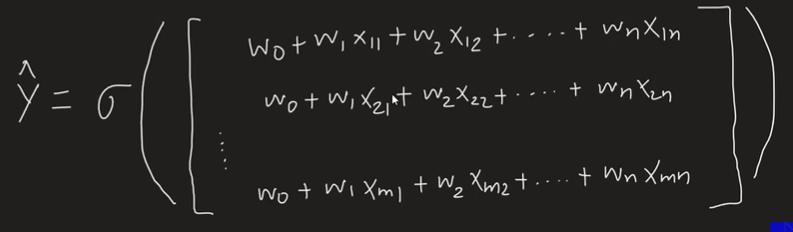 w₀ + w₁ x₁₁ + w₂ x₁₂ + ..... + wₙ x₁ₙ
Ŷ = σ ( [ w₀ + w₁ x₂₁ + w₂ x₂₂ + .... + wₙ x₂ₙ ] )
....
w₀ + w₁ xₘ₁ + w₂ xₘ₂ + .... + wₙ xₘₙ